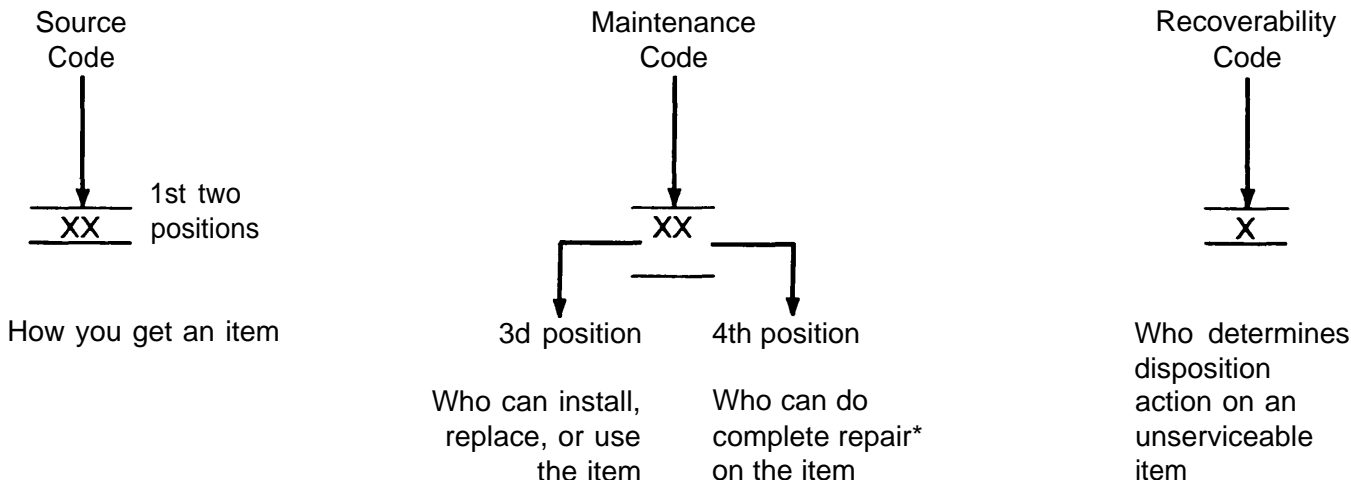 Source
Code
XX
1st two
positions
How you get an item
Maintenance
Code
XX
3d position
Who can install,
replace, or use
the item
4th position
Who can do
complete repair*
on the item
Recoverability
Code
X
Who determines
disposition
action on an
unserviceable
item